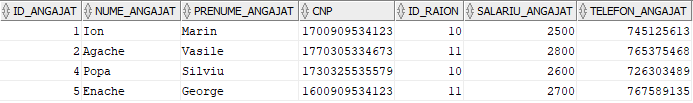 ID_ANGAJAT NUME_ANGAJAT PRENUME_ANGAJAT CNP ID_RAION SALARIU_ANGAJAT TELEFON_ANGAJAT
1 Ion Marin 1700909534123 10 2500 745125613
2 Agache Vasile 1770305334673 11 2800 765375468
4 Popa Silviu 1730325535579 10 2600 726303489
5 Enache George 1600909534123 11 2700 767589135